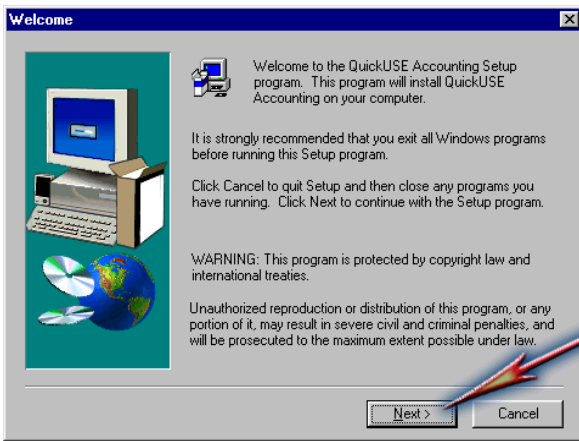 Welcome
Welcome to the QuickUSE Accounting Setup
program. This program will install QuickUSE
Accounting on your computer.
It is strongly recommended that you exit all Windows programs
before running this Setup program.
Click Cancel to quit Setup and then close any programs you
have running. Click Next to continue with the Setup program.
WARNING: This program is protected by copyright law and
international treaties.
Unauthorized reproduction or distribution of this program, or any
portion of it, may result in severe civil and criminal penalties, and
will be prosecuted to the maximum extent possible under law.
Next >
Cancel